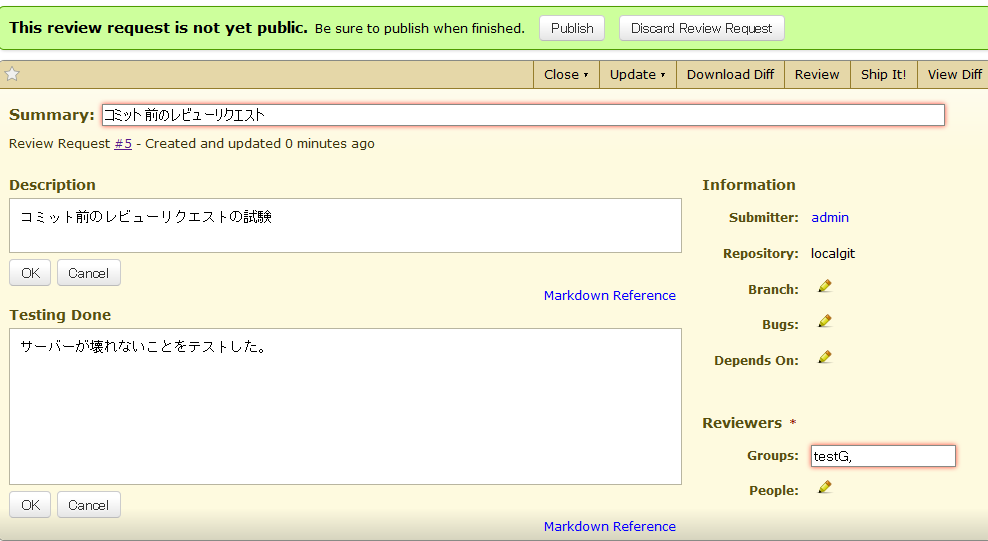 This review request is not yet public. Be sure to publish when finished. Publish Discard Review Request
Close ▾ Update ▾ Download Diff Review Ship It! View Diff
Summary: コミット前のレビューリクエスト
Review Request #5 - Created and updated 0 minutes ago
Description
コミット前のレビューリクエストの試験
OK Cancel
Markdown Reference
Testing Done
サーバーが壊れないことをテストした。
OK Cancel
Markdown Reference
Information
Submitter: admin
Repository: localgit
Branch:
Bugs:
Depends On:
Reviewers *
Groups: testG,
People: